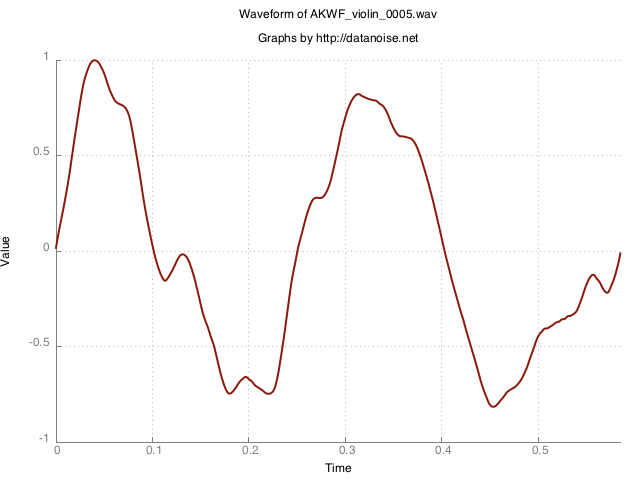 Waveform of AKWF_violin_0005.wav
Graphs by http://datanoise.net
1
0.5
0
-0.5
-1
Value
0 0.1 0.2 0.3 0.4 0.5
Time